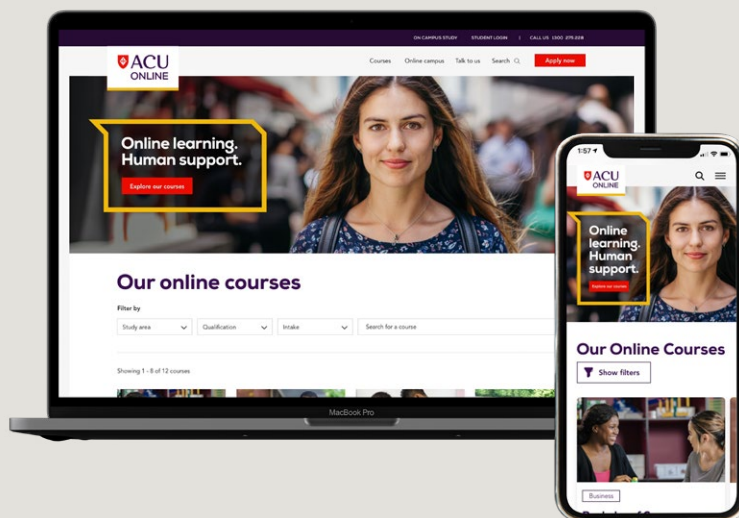 ON CAMPUS STUDY STUDENT LOGIN | CALL US 1300 275 228
ACU
ONLINE
Courses Online campus Talk to us Search Apply now
Online learning.
Human support.
Explore our courses
Our online courses
Filter by
Study area Qualification Intake Search for a course
Showing 1 - 8 of 12 courses
MacBook Pro
1:57
ACU
ONLINE
Online
learning.
Human
support.
Explore our courses
Our Online Courses
Show filters
Business